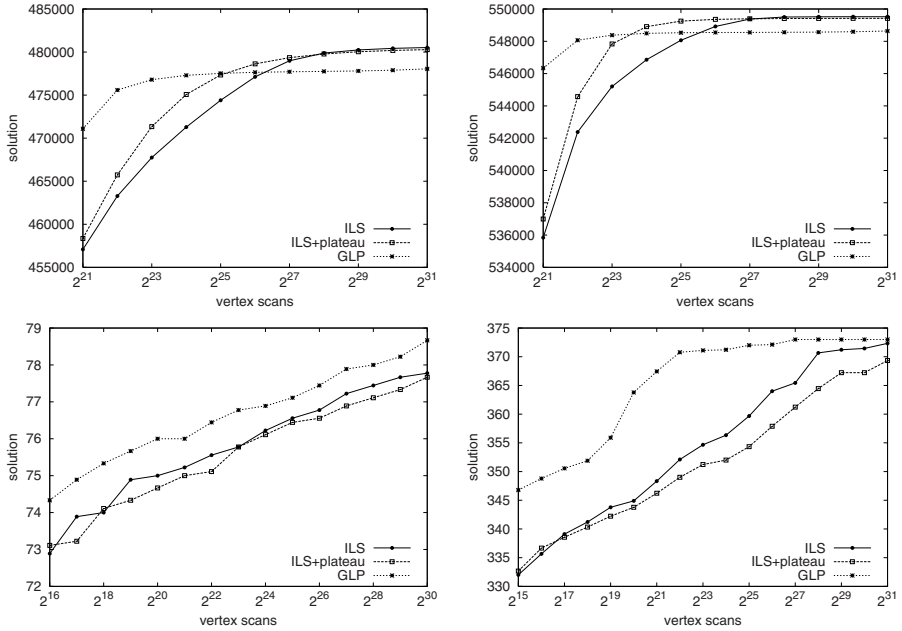 485000
480000
475000
470000
465000
460000
455000
solution
2^21 2^23 2^25 2^27 2^29 2^31
vertex scans
ILS
ILS+plateau
GLP
550000
548000
546000
544000
542000
540000
538000
536000
534000
solution
2^21 2^23 2^25 2^27 2^29 2^31
vertex scans
ILS
ILS+plateau
GLP
79
78
77
76
75
74
73
72
solution
2^16 2^18 2^20 2^22 2^24 2^26 2^28 2^30
vertex scans
ILS
ILS+plateau
GLP
375
370
365
360
355
350
345
340
335
330
solution
2^15 2^17 2^19 2^21 2^23 2^25 2^27 2^29 2^31
vertex scans
ILS
ILS+plateau
GLP